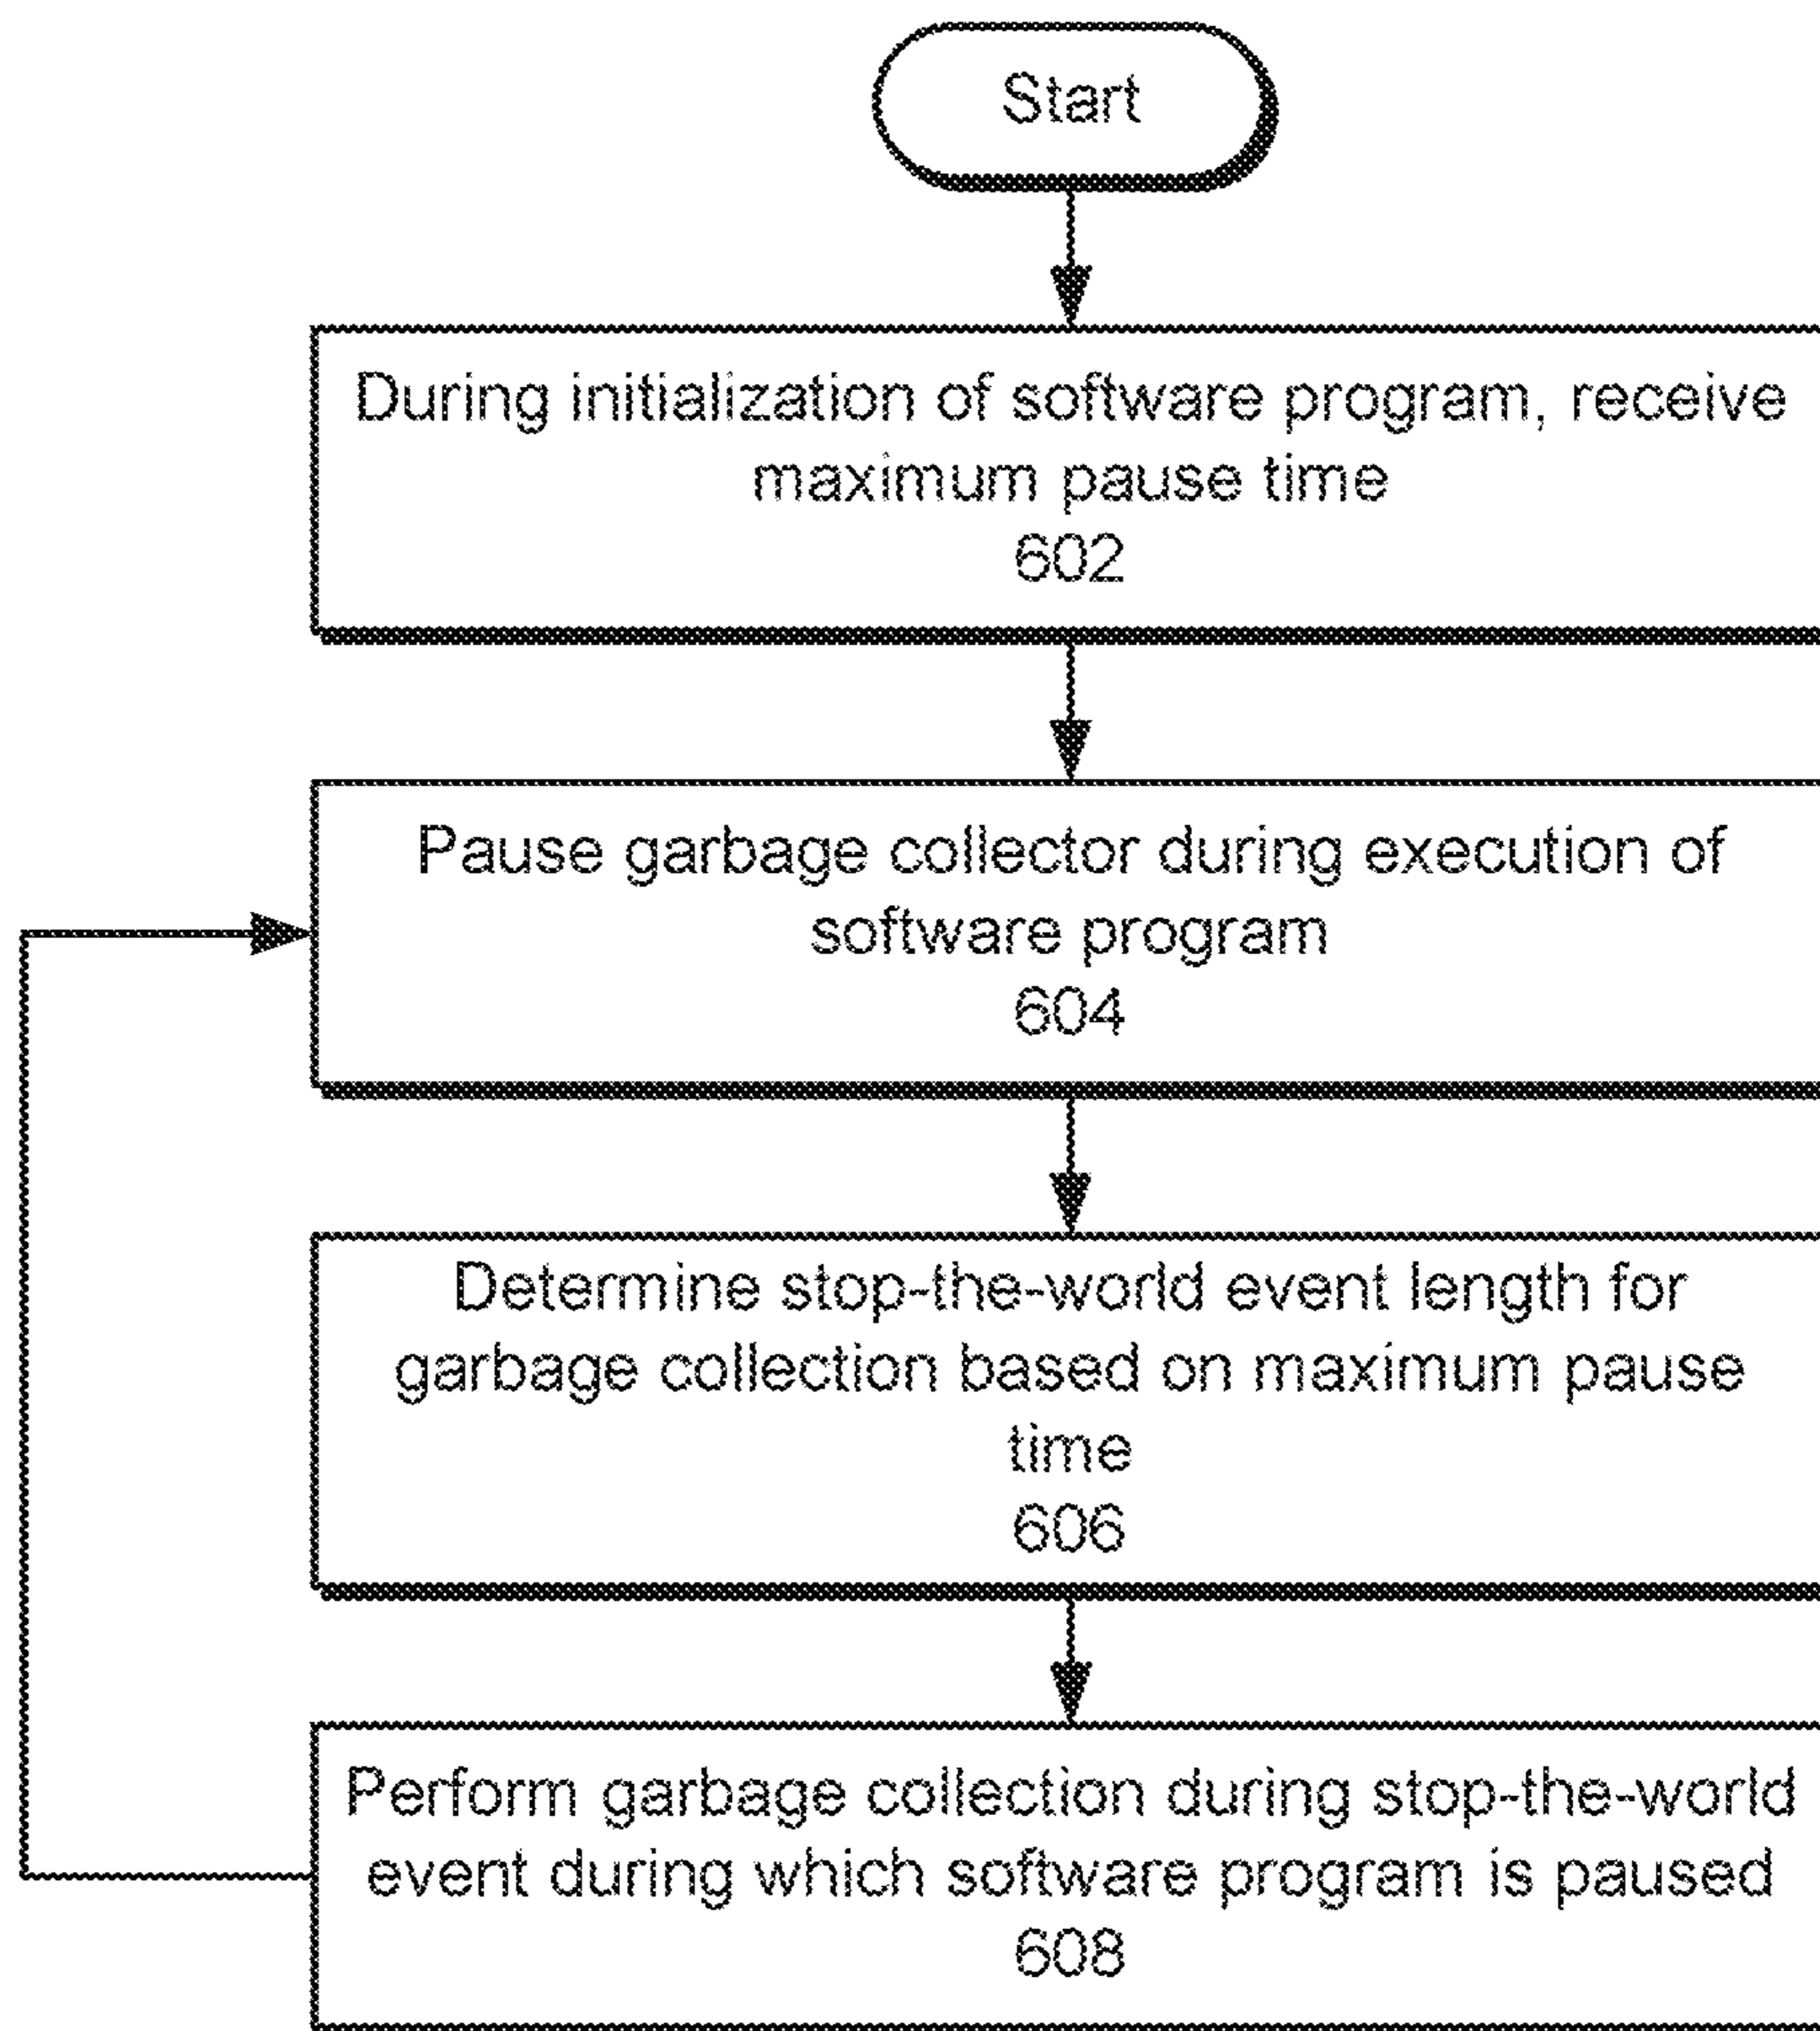 Start
During initialization of software program, receive
maximum pause time
602
Pause garbage collector during execution of
software program
604
Determine stop-the-world event length for
garbage collection based on maximum pause
time
606
Perform garbage collection during stop-the-world
event during which software program is paused
608